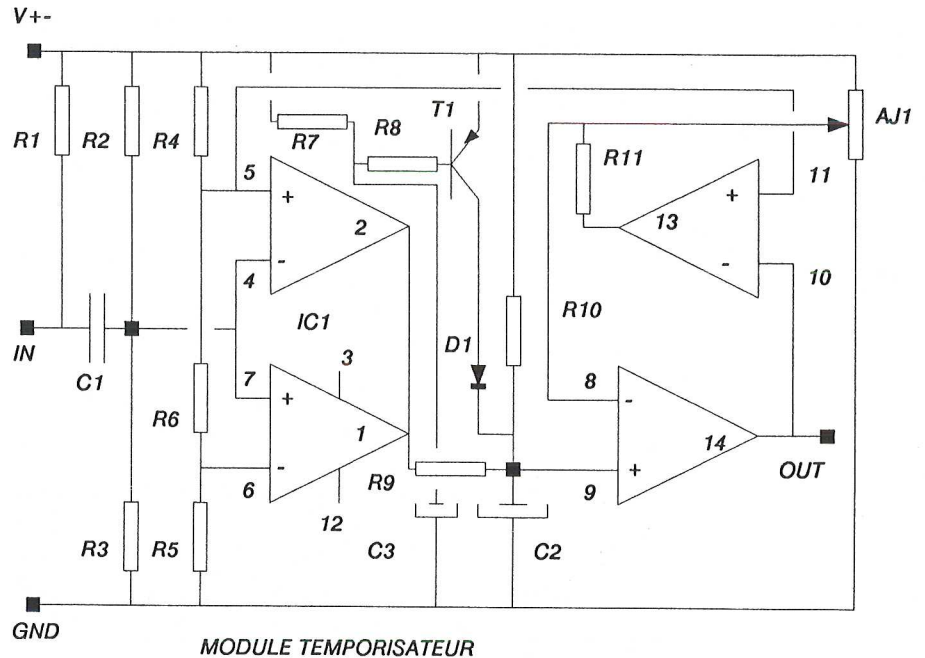 V+-
R1
R2
R4
R7
R8
T1
R11
AJ1
5
+
2
-
4
+
13
-
11
10
IN
C1
IC1
3
D1
R10
R6
7
+
1
-
6
12
R9
8
-
14
+
9
OUT
R3
R5
C3
C2
GND
MODULE TEMPORISATEUR